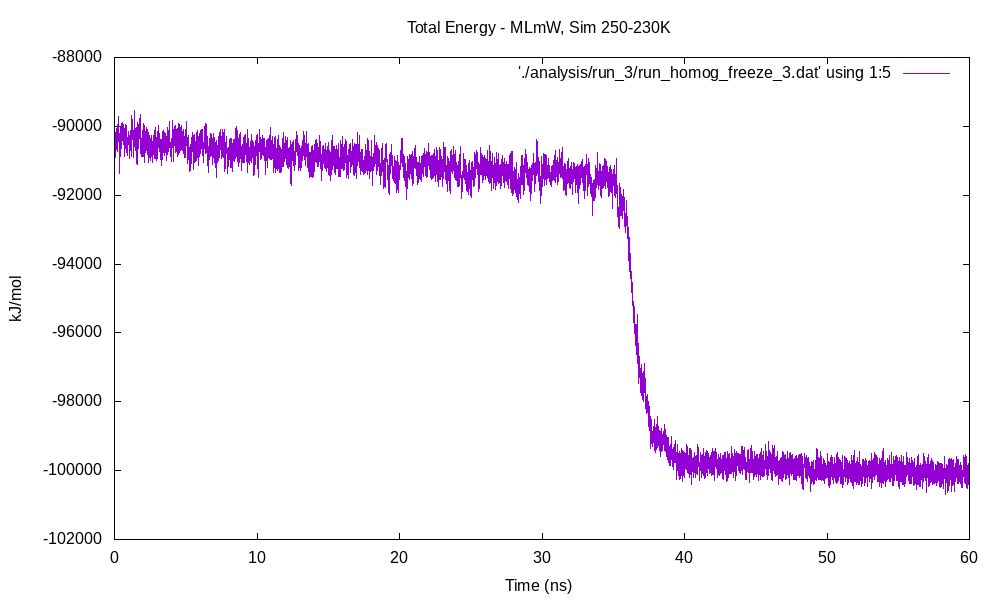 Total Energy - MLmW, Sim 250-230K
'./analysis/run_3/run_homog_freeze_3.dat' using 1:5
-88000
-90000
-92000
-94000
-96000
-98000
-100000
-102000
kJ/mol
0 10 20 30 40 50 60
Time (ns)